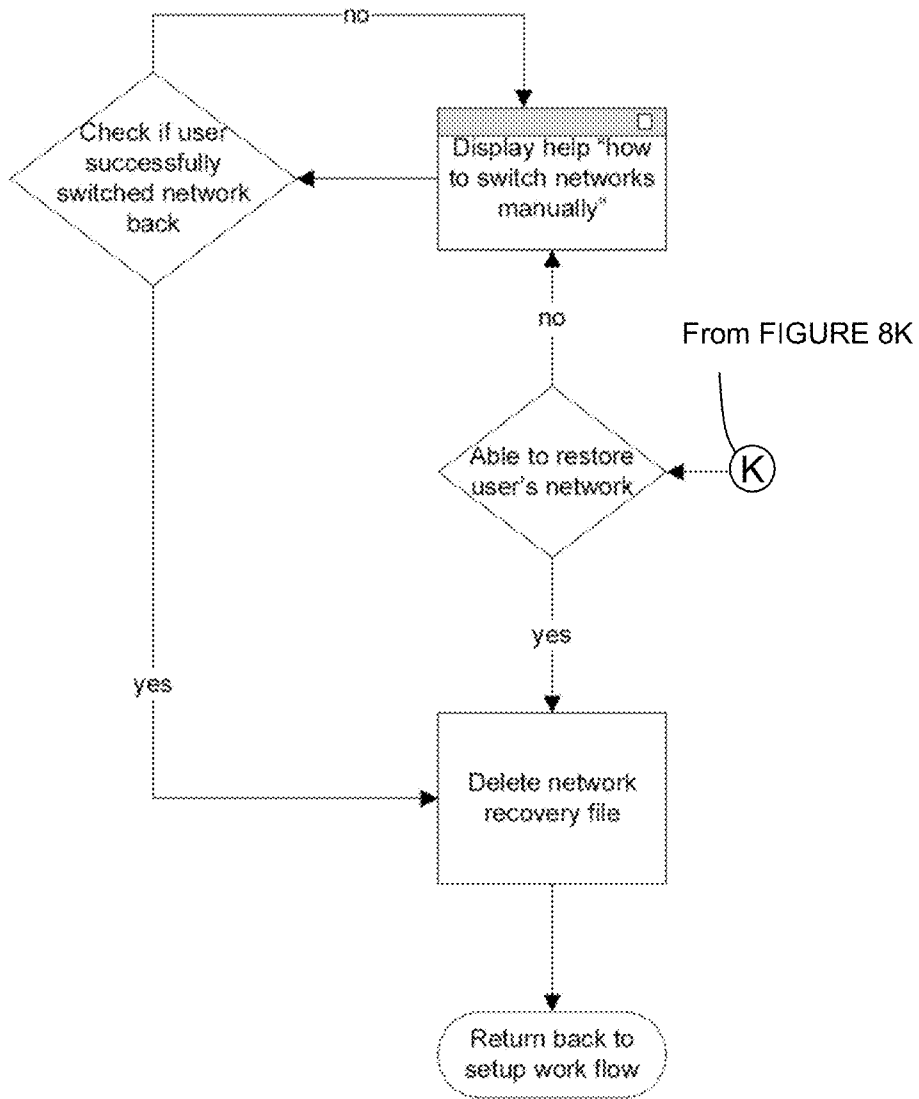 no
Check if user
successfully
switched network
back
Display help "how
to switch networks
manually"
no
From FIGURE 8K
Able to restore
user's network
K
yes
yes
Delete network
recovery file
Return back to
setup work flow